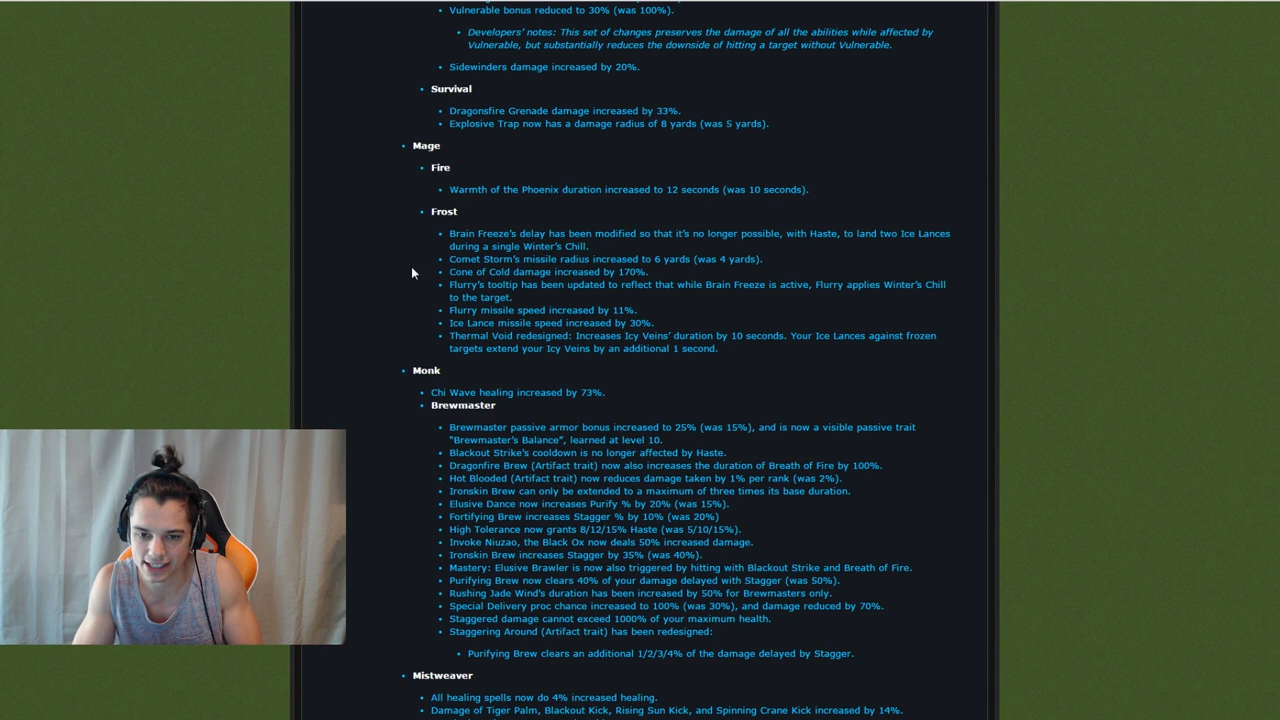 Vulnerable bonus reduced to 30% (was 100%).
Developers' notes: This set of changes preserves the damage of all the abilities while affected by
Vulnerable, but substantially reduces the downside of hitting a target without Vulnerable.
Sidewinders damage increased by 20%.
Survival
Dragonsfire Grenade damage increased by 33%.
Explosive Trap now has a damage radius of 8 yards (was 5 yards).
Mage
Fire
Warmth of the Phoenix duration increased to 12 seconds (was 10 seconds).
Frost
Brain Freeze's delay has been modified so that it's no longer possible, with Haste, to land two Ice Lances
during a single Winter's Chill.
Comet Storm's missile radius increased to 6 yards (was 4 yards).
Cone of Cold damage increased by 170%.
Flurry's tooltip has been updated to reflect that while Brain Freeze is active, Flurry applies Winter's Chill
to the target.
Flurry missile speed increased by 11%.
Ice Lance missile speed increased by 30%.
Thermal Void redesigned: Increases Icy Veins' duration by 10 seconds. Your Ice Lances against frozen
targets extend your Icy Veins by an additional 1 second.
Monk
Chi Wave healing increased by 73%.
Brewmaster
Brewmaster passive armor bonus increased to 25% (was 15%), and is now a visible passive trait
"Brewmaster's Balance", learned at level 10.
Blackout Strike's cooldown is no longer affected by Haste.
Dragonfire Brew (Artifact trait) now also increases the duration of Breath of Fire by 100%.
Hot Blooded (Artifact trait) now reduces damage taken by 1% per rank (was 2%).
Ironskin Brew can only be extended to a maximum of three times its base duration.
Elusive Dance now increases Purify % by 20% (was 15%).
Fortifying Brew increases Stagger % by 10% (was 20%)
High Tolerance now grants 8/12/15% Haste (was 5/10/15%).
Invoke Niuzao, the Black Ox now deals 50% increased damage.
Ironskin Brew increases Stagger by 35% (was 40%).
Mastery: Elusive Brawler is now also triggered by hitting with Blackout Strike and Breath of Fire.
Purifying Brew now clears 40% of your damage delayed with Stagger (was 50%).
Rushing Jade Wind's duration has been increased by 50% for Brewmasters only.
Special Delivery proc chance increased to 100% (was 30%), and damage reduced by 70%.
Staggered damage cannot exceed 1000% of your maximum health.
Staggering Around (Artifact trait) has been redesigned:
Purifying Brew clears an additional 1/2/3/4% of the damage delayed by Stagger.
Mistweaver
All healing spells now do 4% increased healing.
Damage of Tiger Palm, Blackout Kick, Rising Sun Kick, and Spinning Crane Kick increased by 14%.